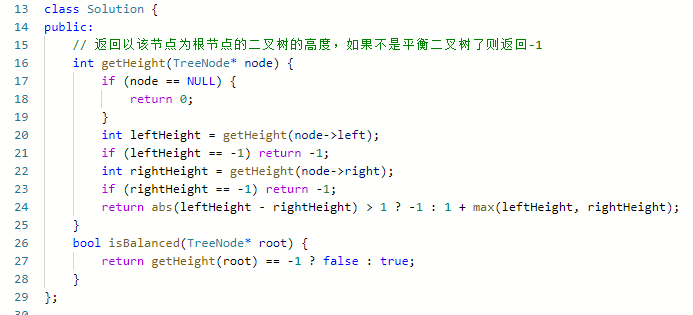 13 class Solution {
14 public:
15     // 返回以该节点为根节点的二叉树的高度，如果不是平衡二叉树了则返回-1
16     int getHeight(TreeNode* node) {
17         if (node == NULL) {
18             return 0;
19         }
20         int leftHeight = getHeight(node->left);
21         if (leftHeight == -1) return -1;
22         int rightHeight = getHeight(node->right);
23         if (rightHeight == -1) return -1;
24         return abs(leftHeight - rightHeight) > 1 ? -1 : 1 + max(leftHeight, rightHeight);
25     }
26     bool isBalanced(TreeNode* root) {
27         return getHeight(root) == -1 ? false : true;
28     }
29 };